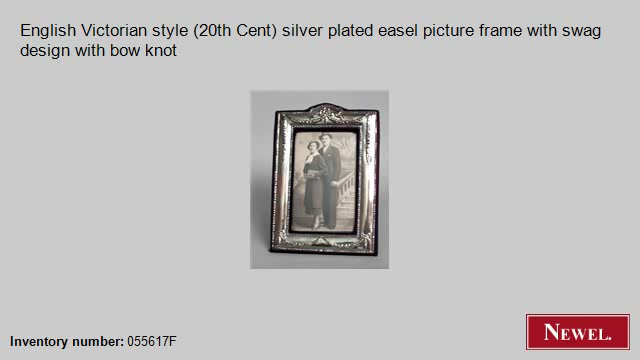 English Victorian style (20th Cent) silver plated easel picture frame with swag
design with bow knot
Inventory number: 055617F
NEWEL.